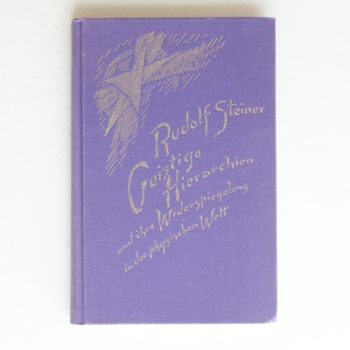 Rudolf Steiner
Geistige
Hierarchien
und ihre Widerspiegelung
in der physischen Welt